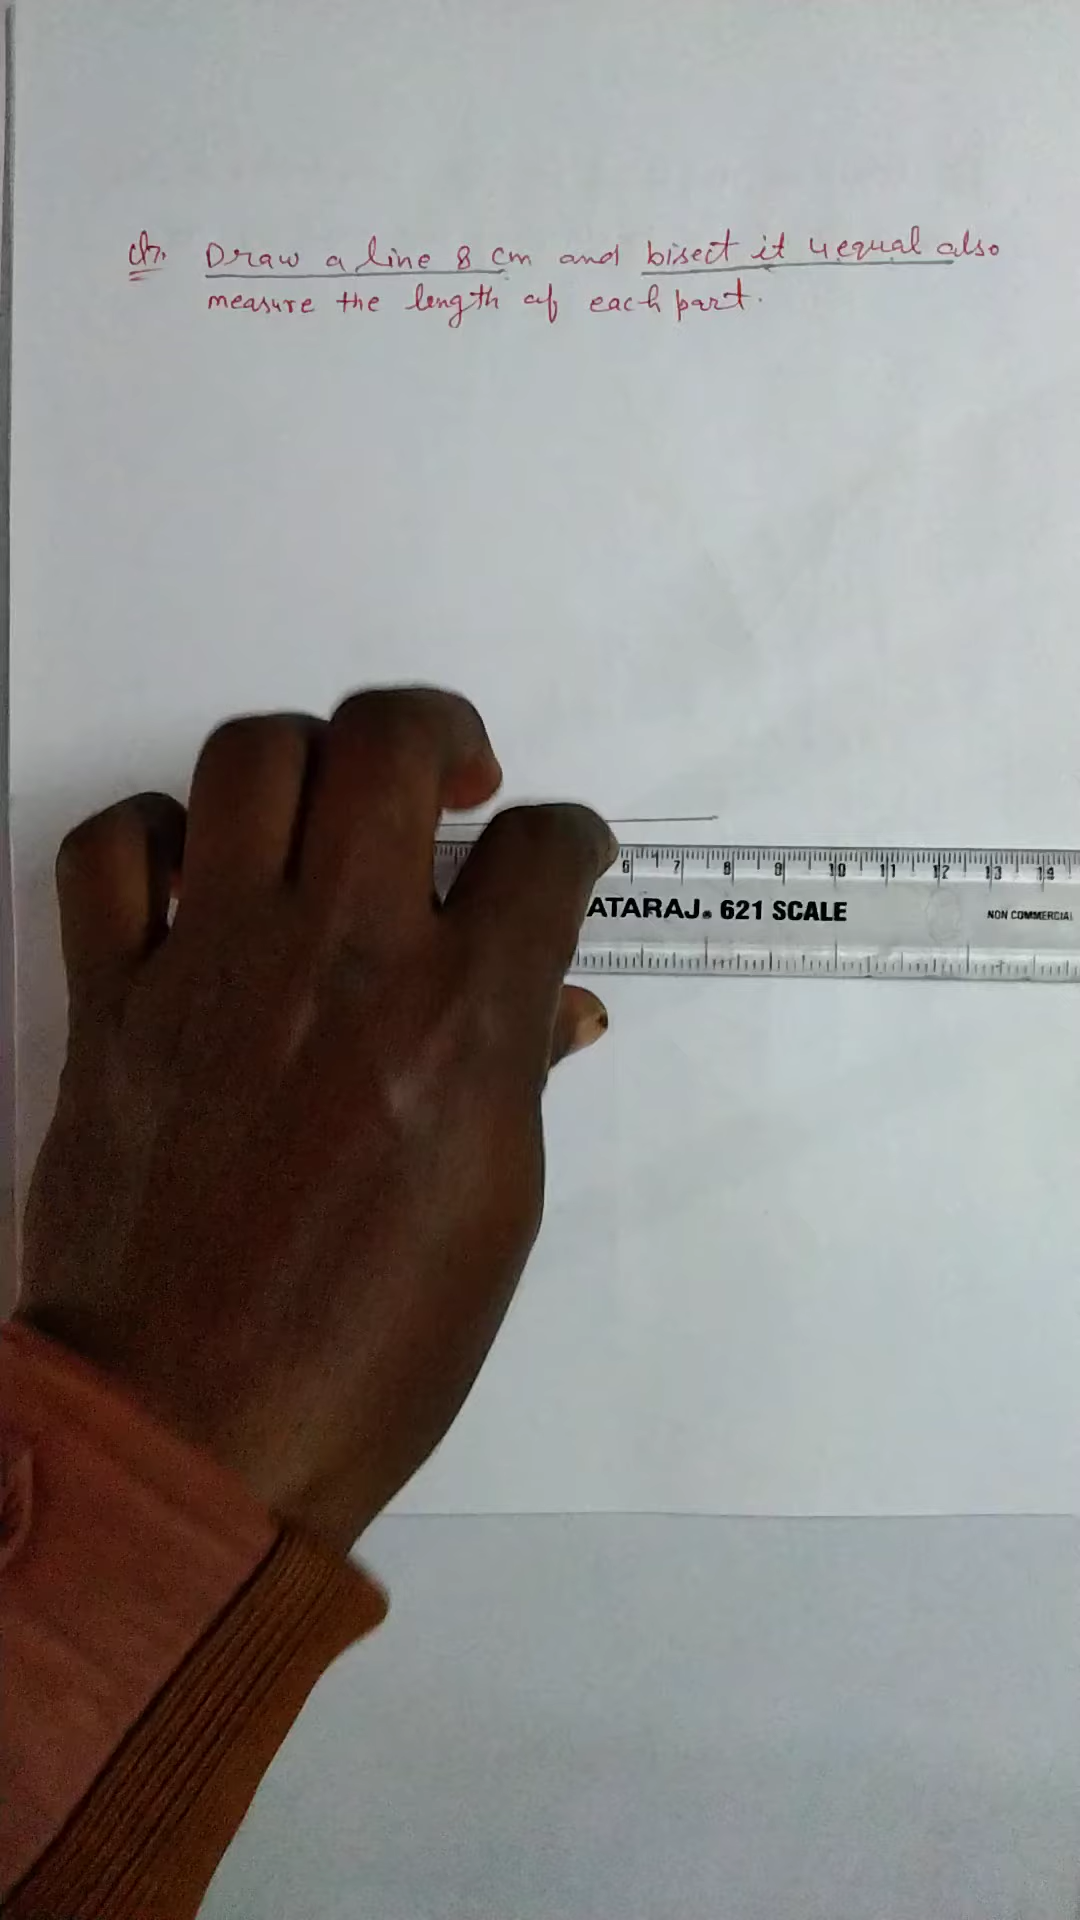 Q. Draw a line 8 cm and bisect it 4 equal also
measure the length of each part.
6 7 8 9 10 11 12 13 14
ATARAJ. 621 SCALE
NON COMMERCIAL